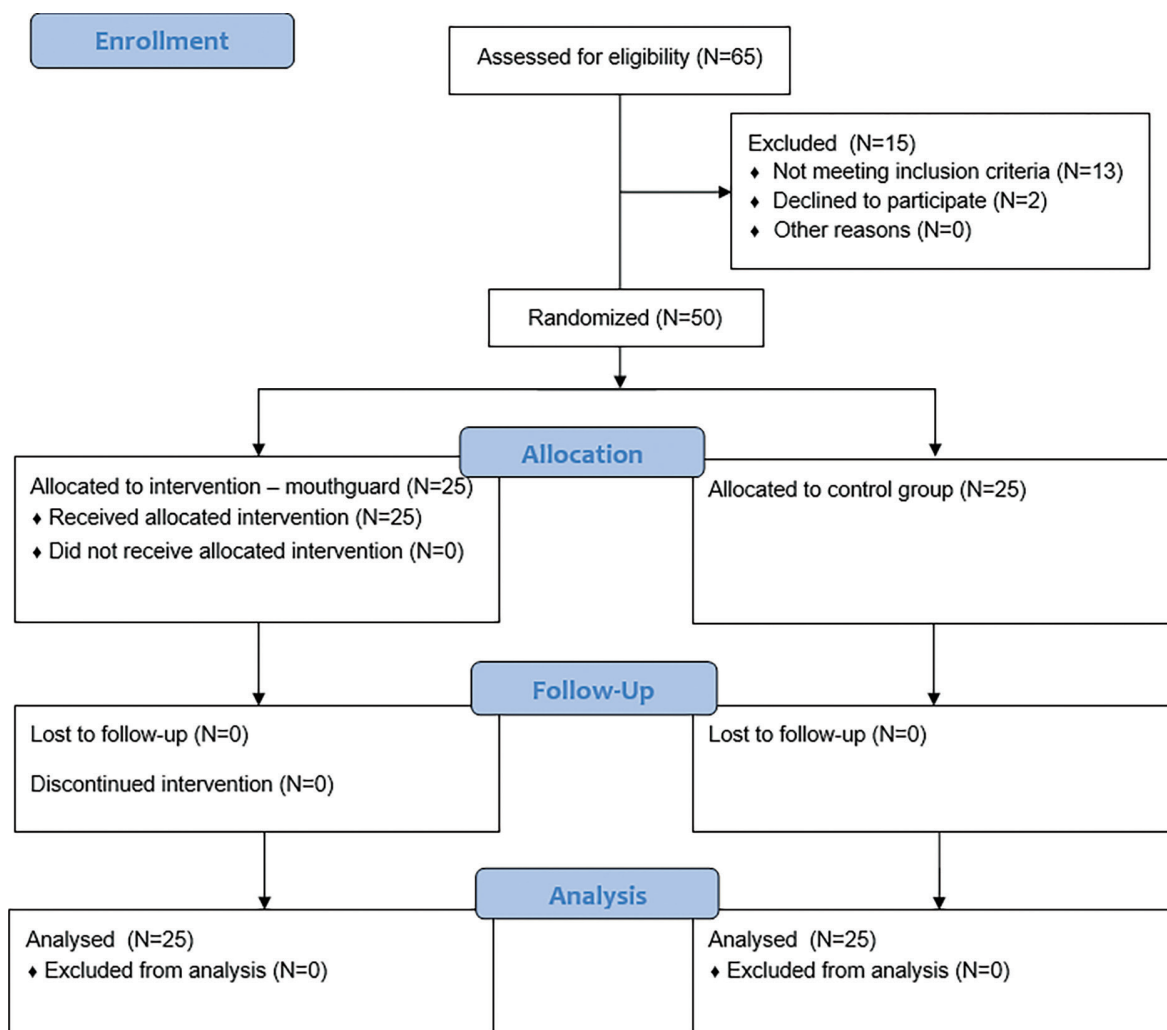 Enrollment
Assessed for eligibility (N=65)
Excluded (N=15)
♦ Not meeting inclusion criteria (N=13)
♦ Declined to participate (N=2)
♦ Other reasons (N=0)
Randomized (N=50)
Allocation
Allocated to intervention – mouthguard (N=25)
♦ Received allocated intervention (N=25)
♦ Did not receive allocated intervention (N=0)
Allocated to control group (N=25)
Follow-Up
Lost to follow-up (N=0)
Discontinued intervention (N=0)
Lost to follow-up (N=0)
Analysis
Analysed (N=25)
♦ Excluded from analysis (N=0)
Analysed (N=25)
♦ Excluded from analysis (N=0)